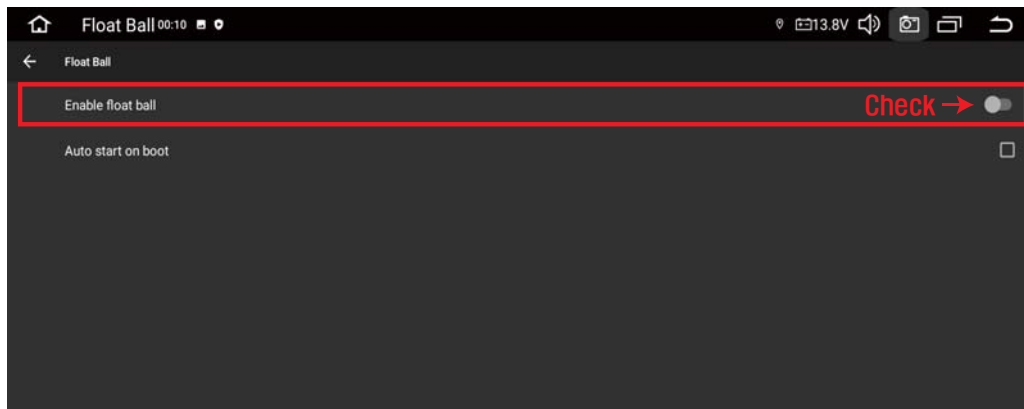 Float Ball 00:10 13.8V
Float Ball
Enable float ball Check
Auto start on boot